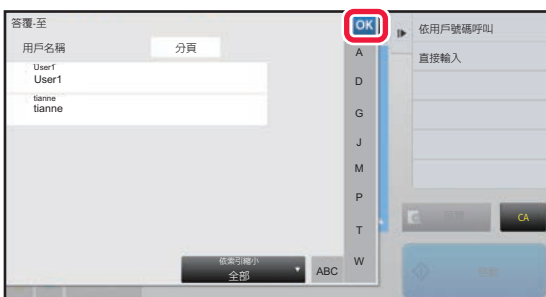 答覆-至
OK
依用戶號碼呼叫
用戶名稱
分頁
直接輸入
User1
User1
tianne
tianne
A
D
G
J
M
P
T
W
CA
依索引縮小
全部
ABC